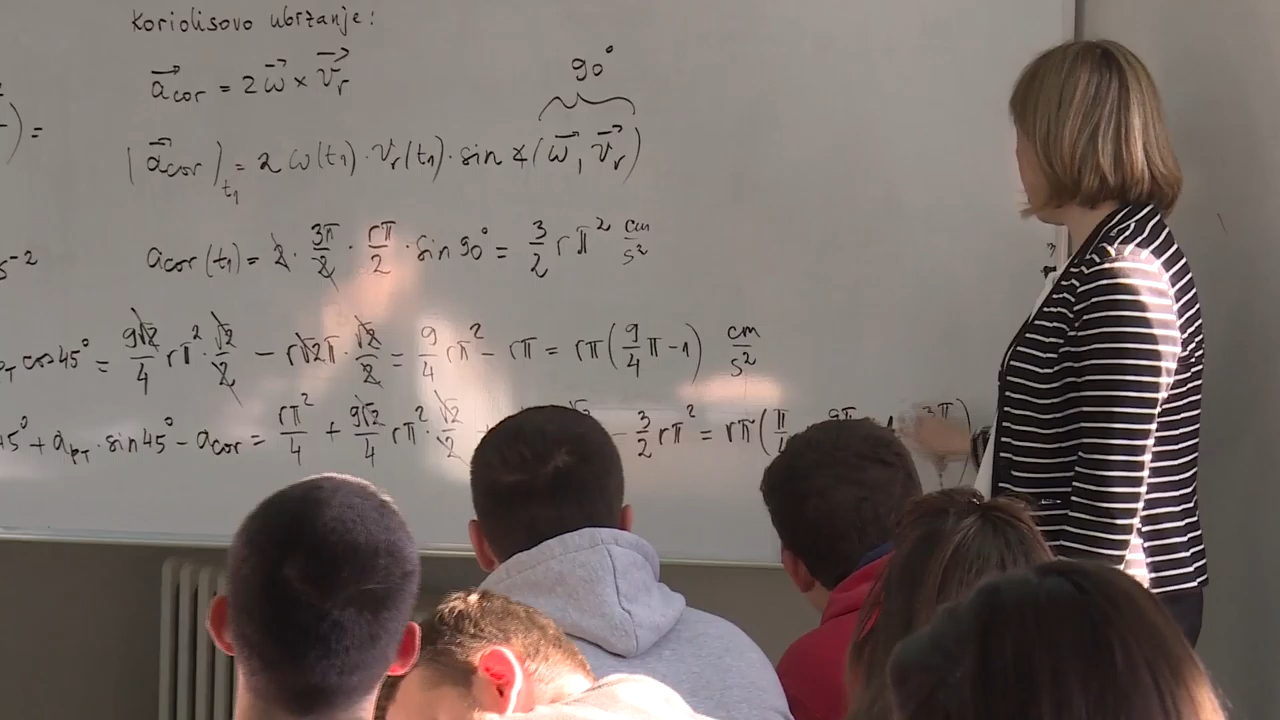 Koriolisovo ubrzanje:
a⃗cor = 2 ω⃗ × v⃗r
90°
) =
| a⃗cor |t₁ = 2 ω(t₁) · vr(t₁) · sin ∢(ω⃗, v⃗r)
s⁻²
acor(t₁) = 2 · 3π/2 · rπ/2 · sin 90° = 3/2 r π² cm/s²
cos 45° = 9√2/4 rπ² · √2/2 − r√2π · √2/2 = 9/4 rπ² − rπ = rπ(9/4 π − 1) cm/s²
45° + aPT · sin 45° − acor = rπ²/4 + 9√2/4 rπ² · √2/2 − 3/2 rπ² = rπ(π/